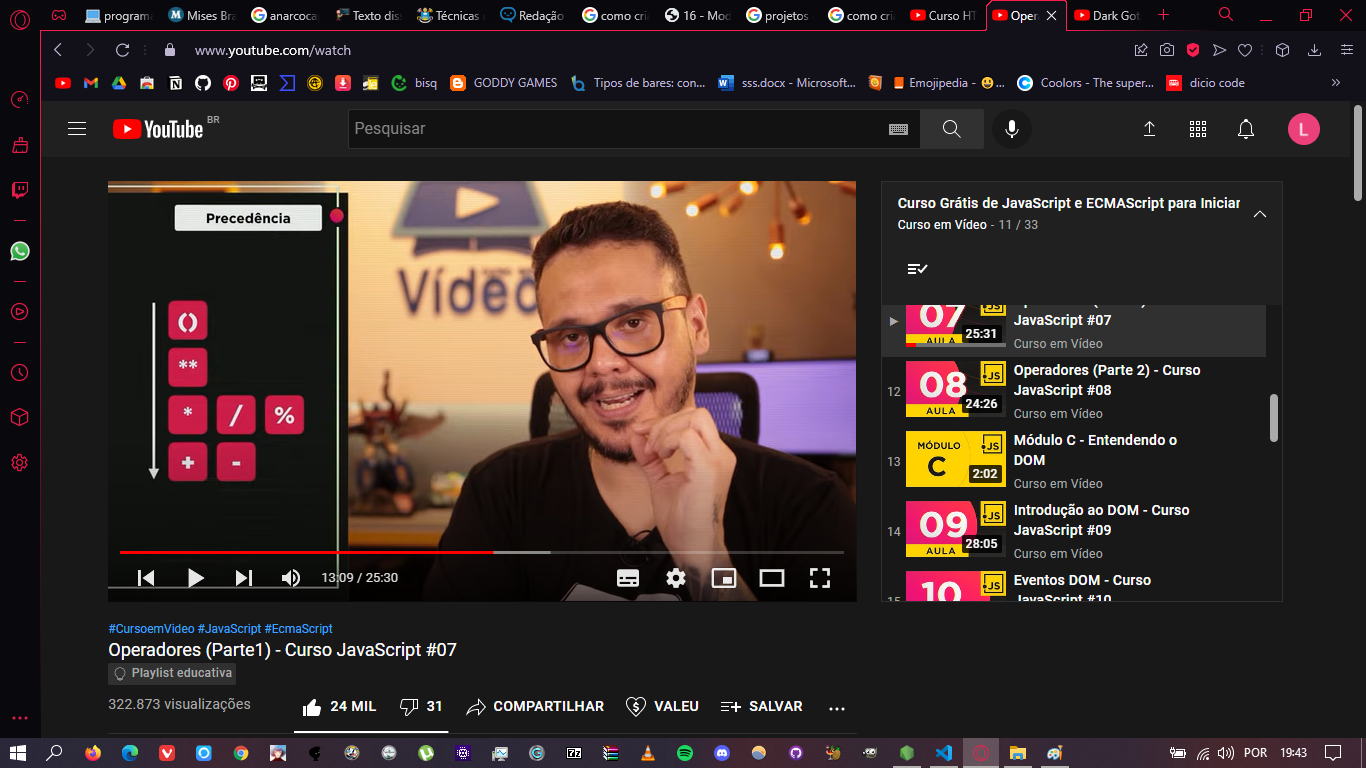 programa
Mises Bra
anarcocap
Texto diss
Técnicas d
Redação
como cria
16 - Mod
projetos
como cria
Curso HT
Oper
Dark Got
www.youtube.com/watch
bisq
GODDY GAMES
Tipos de bares: con...
sss.docx - Microsoft...
Emojipedia - 😃...
Coolors - The super...
dicio code
YouTube BR
Pesquisar
L
Precedência
()
**
* / %
+ -
Vídeo
13:09 / 25:30
Curso Grátis de JavaScript e ECMAScript para Iniciar
Curso em Vídeo - 11 / 33
07
JS
25:31
AULA
JavaScript #07
Curso em Vídeo
12
08
JS
24:26
AULA
Operadores (Parte 2) - Curso
JavaScript #08
Curso em Vídeo
13
MÓDULO
C
JS
2:02
Módulo C - Entendendo o
DOM
Curso em Vídeo
14
09
JS
28:05
AULA
Introdução ao DOM - Curso
JavaScript #09
Curso em Vídeo
15
10
JS
Eventos DOM - Curso
JavaScript #10
#CursoemVideo #JavaScript #EcmaScript
Operadores (Parte1) - Curso JavaScript #07
Playlist educativa
322.873 visualizações
24 MIL
31
COMPARTILHAR
VALEU
SALVAR
POR
19:43